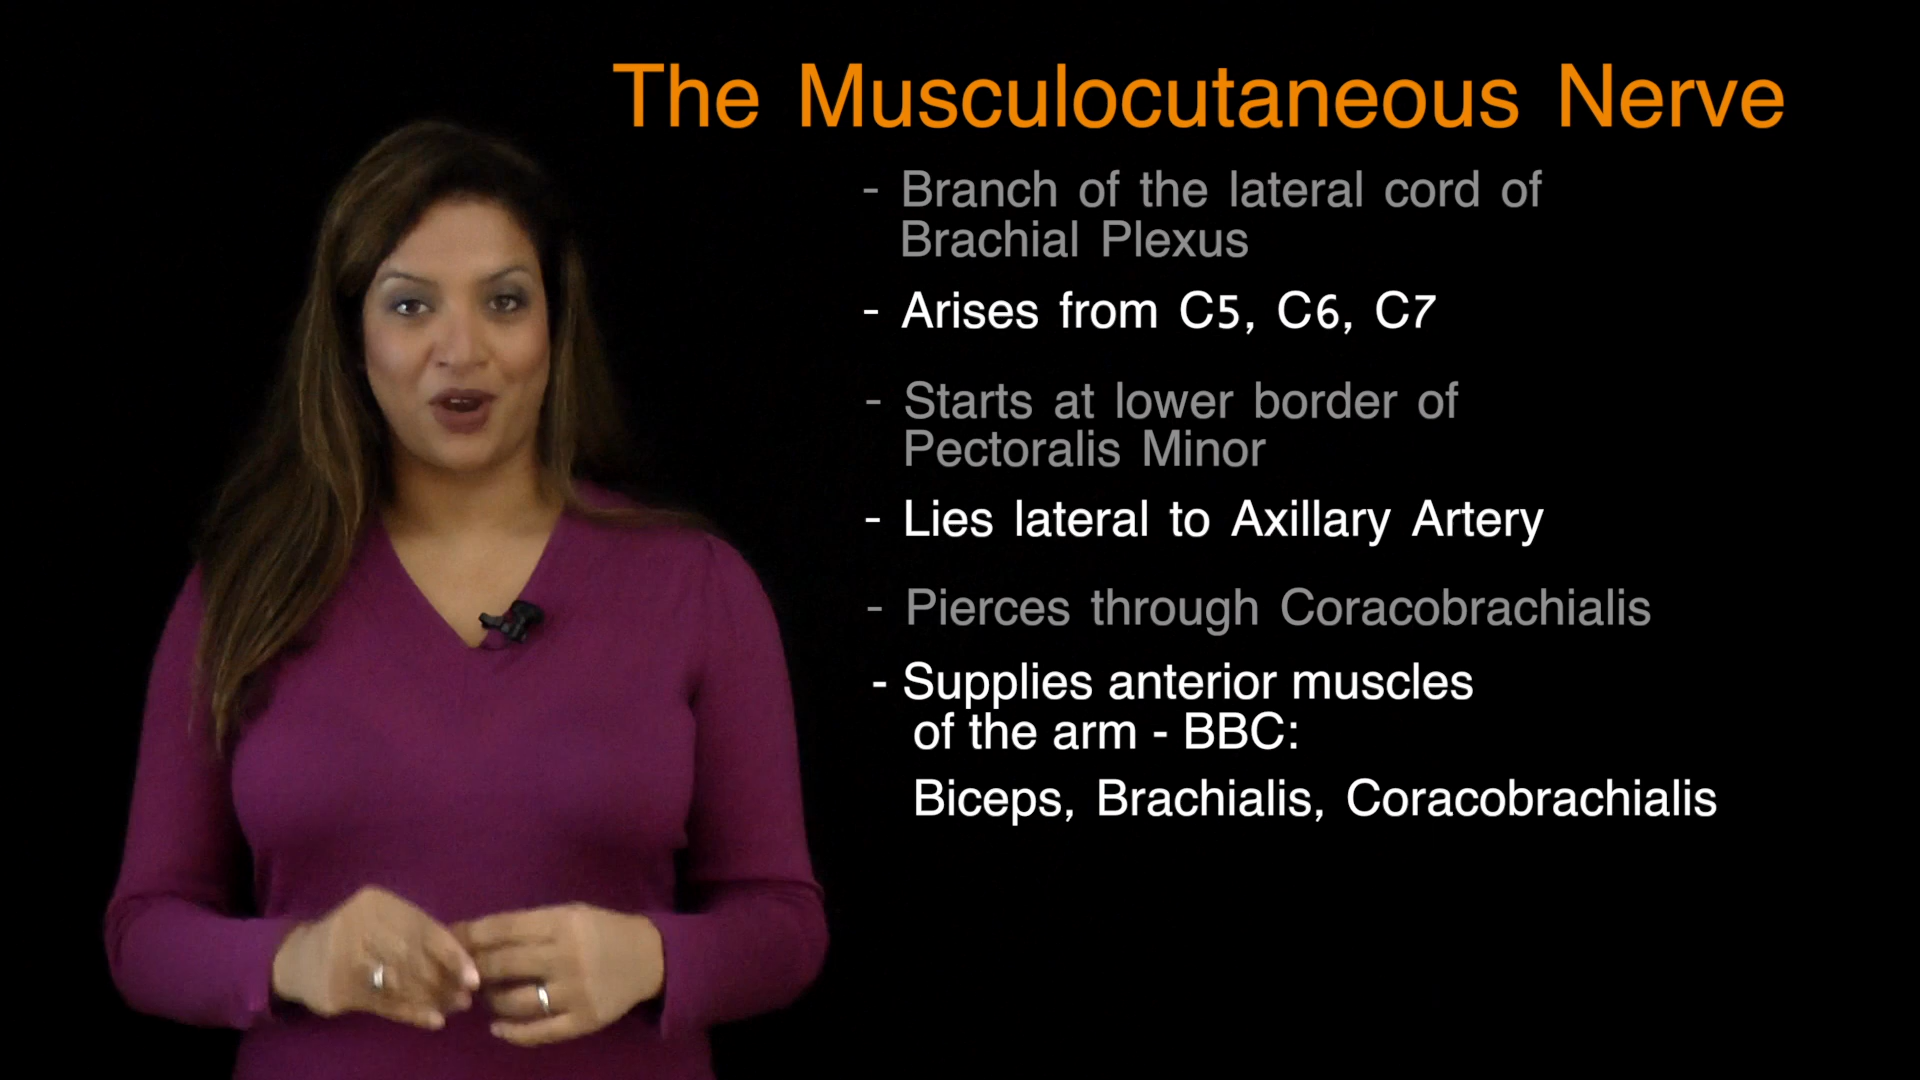 The Musculocutaneous Nerve
- Branch of the lateral cord of
Brachial Plexus
- Arises from C5, C6, C7
- Starts at lower border of
Pectoralis Minor
- Lies lateral to Axillary Artery
- Pierces through Coracobrachialis
- Supplies anterior muscles
of the arm - BBC:
Biceps, Brachialis, Coracobrachialis